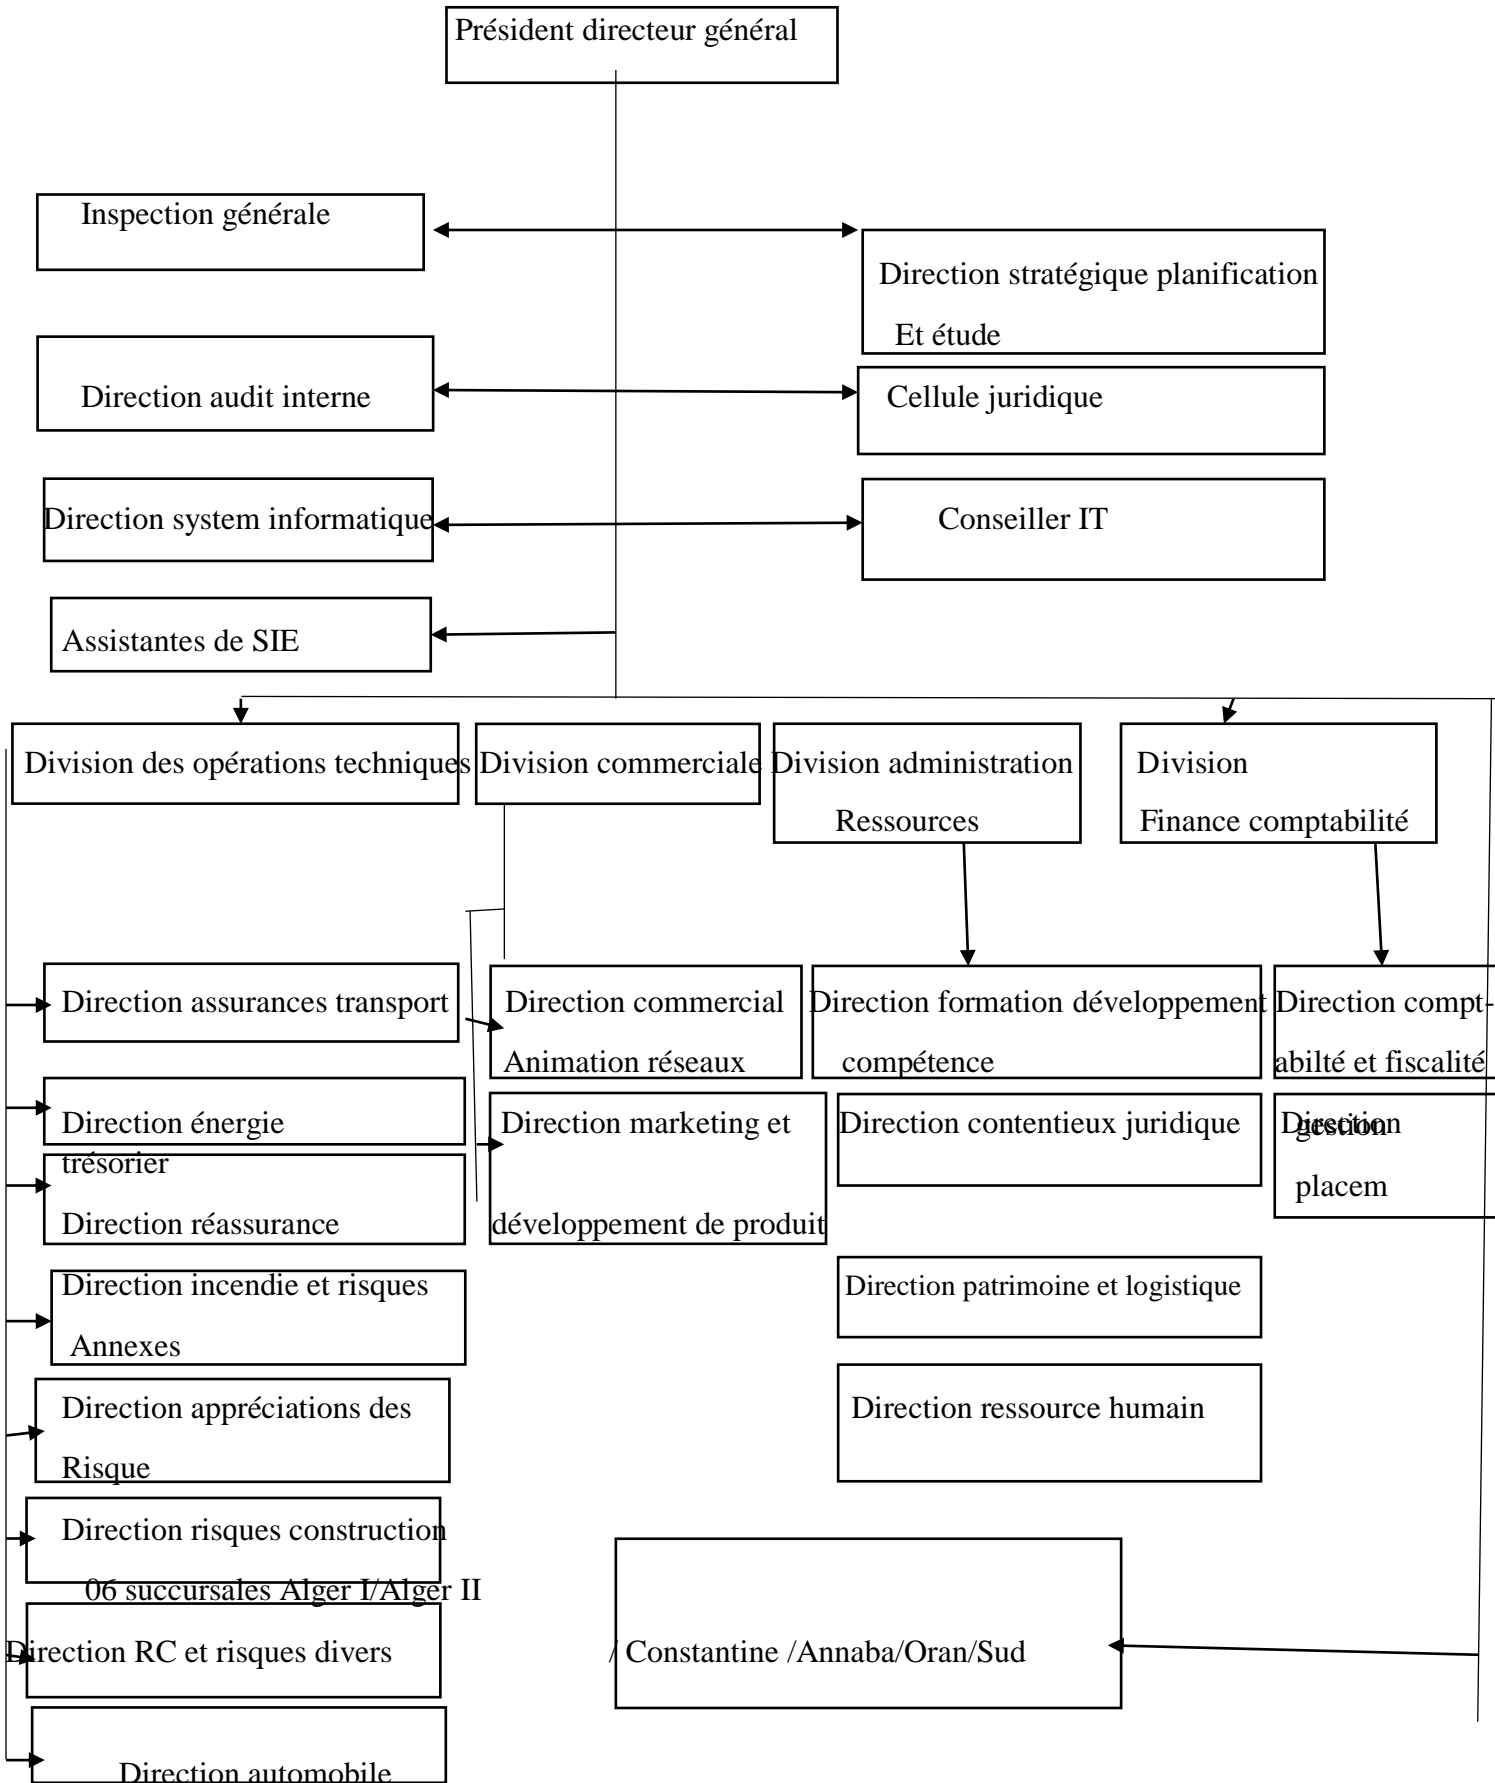 Président directeur général
Inspection générale
Direction stratégique planification
Et étude
Direction audit interne
Cellule juridique
Direction system informatique
Conseiller IT
Assistantes de SIE
Division des opérations techniques
Division commerciale
Division administration
Ressources
Division
Finance comptabilité
Direction assurances transport
Direction commercial
Animation réseaux
Direction formation développement
compétence
Direction compt-
abilté et fiscalité
Direction énergie
trésorier
Direction réassurance
Direction marketing et
développement de produit
Direction contentieux juridique
Direction
gestion
placem
Direction incendie et risques
Annexes
Direction patrimoine et logistique
Direction appréciations des
Risque
Direction ressource humain
Direction risques construction
06 succursales Alger I/Alger II
Direction RC et risques divers
/ Constantine /Annaba/Oran/Sud
Direction automobile